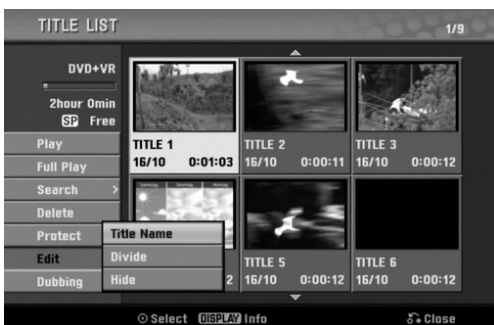 TITLE LIST
1/9
DVD+VR
2hour 0min
SP Free
Play
Full Play
Search >
Delete
Protect
Edit
Dubbing
Title Name
Divide
Hide
TITLE 1
16/10 0:01:03
TITLE 2
16/10 0:00:11
TITLE 3
16/10 0:00:12
Samstag Sonntag Montag
2
TITLE 5
16/10 0:00:12
TITLE 6
16/10 0:00:12
Select DISPLAY Info
Close